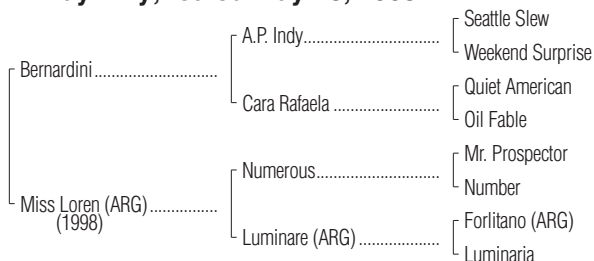 Seattle Slew
A.P. Indy
Weekend Surprise
Bernardini
Quiet American
Cara Rafaela
Oil Fable
Mr. Prospector
Numerous
Number
Miss Loren (ARG)
(1998)
Forlitano (ARG)
Luminare (ARG)
Luminaria